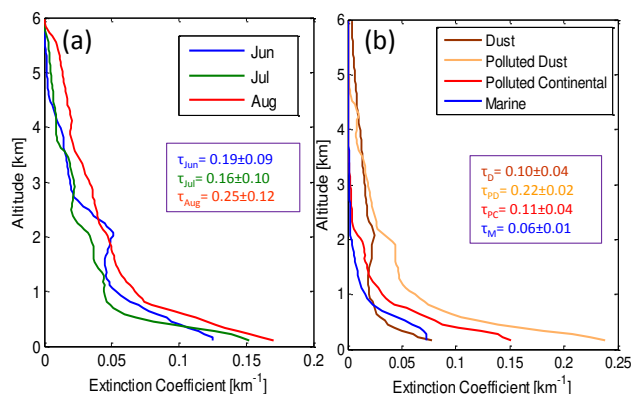 (a)
Jun
Jul
Aug
τJun= 0.19±0.09
τJul= 0.16±0.10
τAug= 0.25±0.12
Altitude [km]
6
5
4
3
2
1
0
0 0.05 0.1 0.15 0.2
Extinction Coefficient [km-1]
(b)
Dust
Polluted Dust
Polluted Continental
Marine
τD= 0.10±0.04
τPD= 0.22±0.02
τPC= 0.11±0.04
τM= 0.06±0.01
Altitude [km]
6
5
4
3
2
1
0
0 0.05 0.1 0.15 0.2 0.25
Extinction Coefficient [km-1]